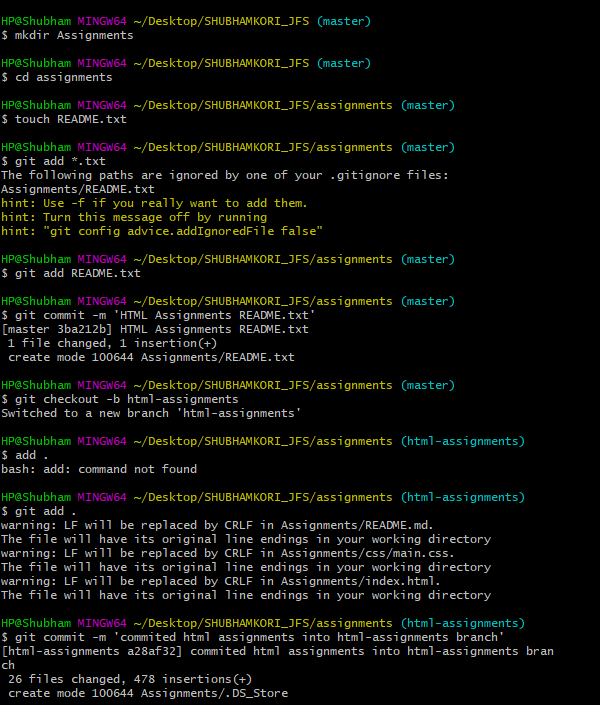 HP@Shubham MINGW64 ~/Desktop/SHUBHAMKORI_JFS (master)
$ mkdir Assignments
HP@Shubham MINGW64 ~/Desktop/SHUBHAMKORI_JFS (master)
$ cd assignments
HP@Shubham MINGW64 ~/Desktop/SHUBHAMKORI_JFS/assignments (master)
$ touch README.txt
HP@Shubham MINGW64 ~/Desktop/SHUBHAMKORI_JFS/assignments (master)
$ git add *.txt
The following paths are ignored by one of your .gitignore files:
Assignments/README.txt
hint: Use -f if you really want to add them.
hint: Turn this message off by running
hint: "git config advice.addIgnoredFile false"
HP@Shubham MINGW64 ~/Desktop/SHUBHAMKORI_JFS/assignments (master)
$ git add README.txt
HP@Shubham MINGW64 ~/Desktop/SHUBHAMKORI_JFS/assignments (master)
$ git commit -m 'HTML Assignments README.txt'
[master 3ba212b] HTML Assignments README.txt
1 file changed, 1 insertion(+)
create mode 100644 Assignments/README.txt
HP@Shubham MINGW64 ~/Desktop/SHUBHAMKORI_JFS/assignments (master)
$ git checkout -b html-assignments
Switched to a new branch 'html-assignments'
HP@Shubham MINGW64 ~/Desktop/SHUBHAMKORI_JFS/assignments (html-assignments)
$ add .
bash: add: command not found
HP@Shubham MINGW64 ~/Desktop/SHUBHAMKORI_JFS/assignments (html-assignments)
$ git add .
warning: LF will be replaced by CRLF in Assignments/README.md.
The file will have its original line endings in your working directory
warning: LF will be replaced by CRLF in Assignments/css/main.css.
The file will have its original line endings in your working directory
warning: LF will be replaced by CRLF in Assignments/index.html.
The file will have its original line endings in your working directory
HP@Shubham MINGW64 ~/Desktop/SHUBHAMKORI_JFS/assignments (html-assignments)
$ git commit -m 'commited html assignments into html-assignments branch'
[html-assignments a28af32] commited html assignments into html-assignments bran
ch
26 files changed, 478 insertions(+)
create mode 100644 Assignments/.DS_Store